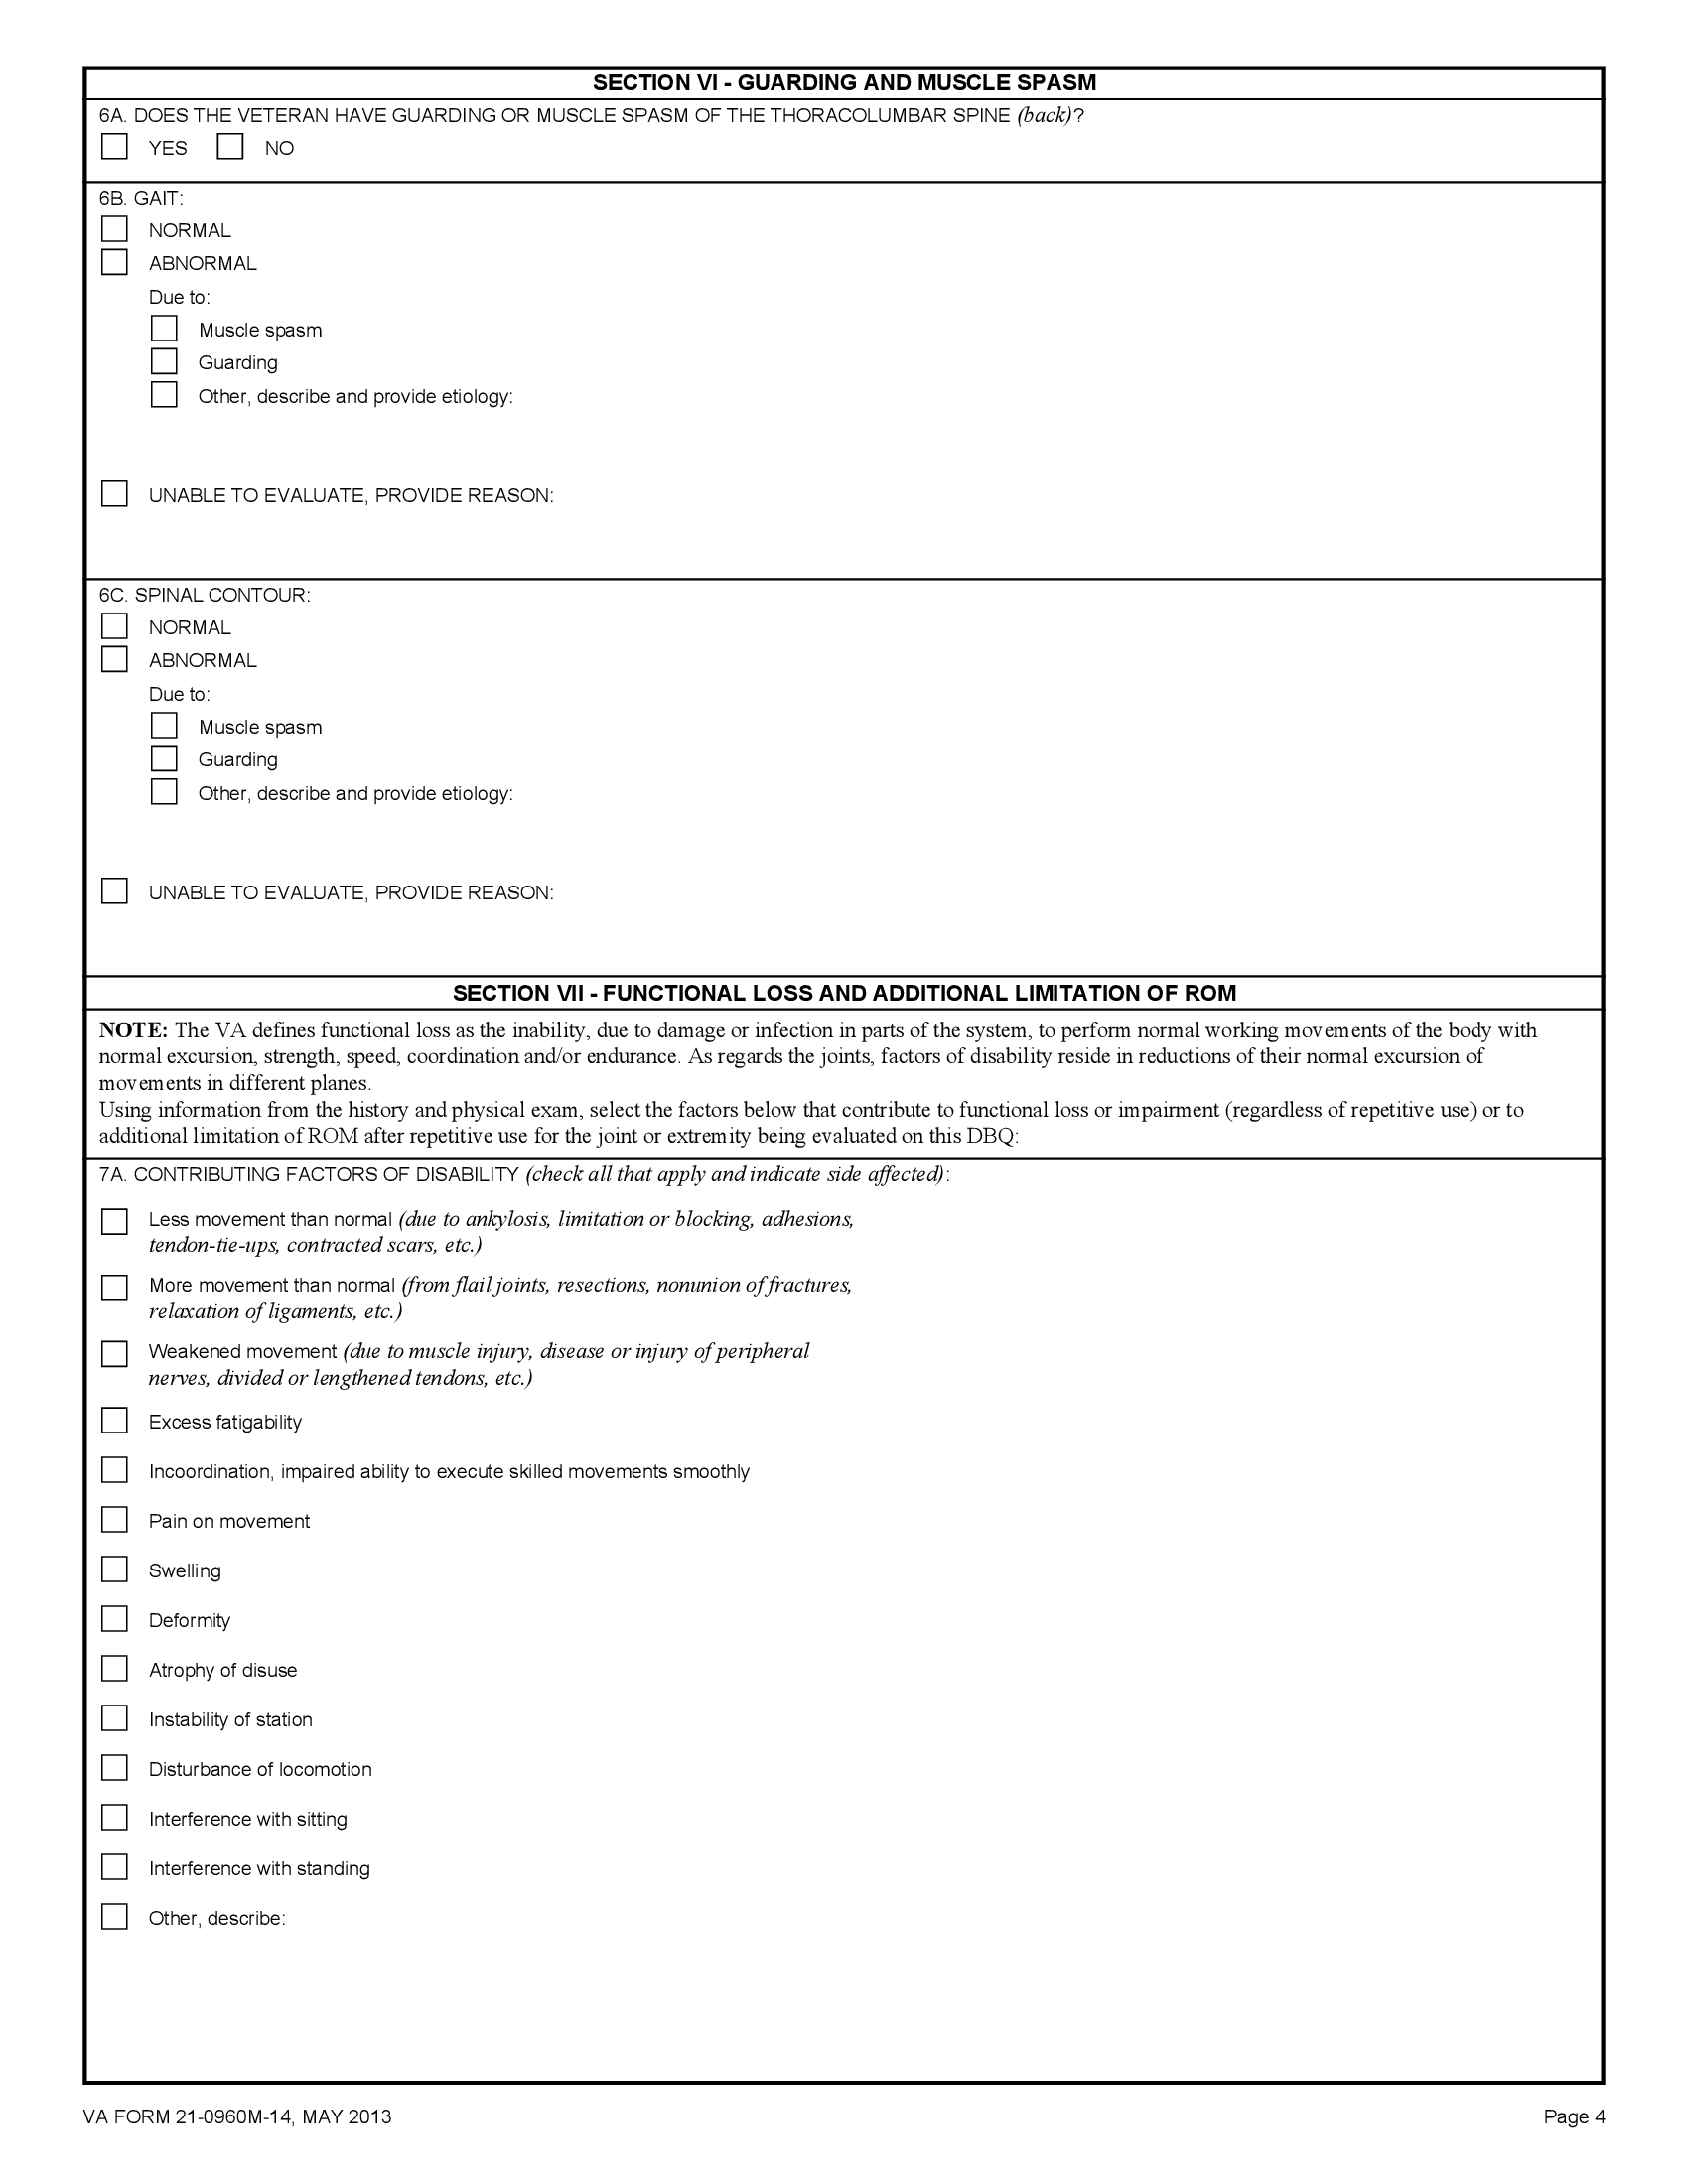 SECTION VI - GUARDING AND MUSCLE SPASM
6A. DOES THE VETERAN HAVE GUARDING OR MUSCLE SPASM OF THE THORACOLUMBAR SPINE (back)?
YES NO
6B. GAIT:
NORMAL
ABNORMAL
Due to:
Muscle spasm
Guarding
Other, describe and provide etiology:
UNABLE TO EVALUATE, PROVIDE REASON:
6C. SPINAL CONTOUR:
NORMAL
ABNORMAL
Due to:
Muscle spasm
Guarding
Other, describe and provide etiology:
UNABLE TO EVALUATE, PROVIDE REASON:
SECTION VII - FUNCTIONAL LOSS AND ADDITIONAL LIMITATION OF ROM
NOTE: The VA defines functional loss as the inability, due to damage or infection in parts of the system, to perform normal working movements of the body with
normal excursion, strength, speed, coordination and/or endurance. As regards the joints, factors of disability reside in reductions of their normal excursion of
movements in different planes.
Using information from the history and physical exam, select the factors below that contribute to functional loss or impairment (regardless of repetitive use) or to
additional limitation of ROM after repetitive use for the joint or extremity being evaluated on this DBQ:
7A. CONTRIBUTING FACTORS OF DISABILITY (check all that apply and indicate side affected):
Less movement than normal (due to ankylosis, limitation or blocking, adhesions,
tendon-tie-ups, contracted scars, etc.)
More movement than normal (from flail joints, resections, nonunion of fractures,
relaxation of ligaments, etc.)
Weakened movement (due to muscle injury, disease or injury of peripheral
nerves, divided or lengthened tendons, etc.)
Excess fatigability
Incoordination, impaired ability to execute skilled movements smoothly
Pain on movement
Swelling
Deformity
Atrophy of disuse
Instability of station
Disturbance of locomotion
Interference with sitting
Interference with standing
Other, describe:
VA FORM 21-0960M-14, MAY 2013 Page 4